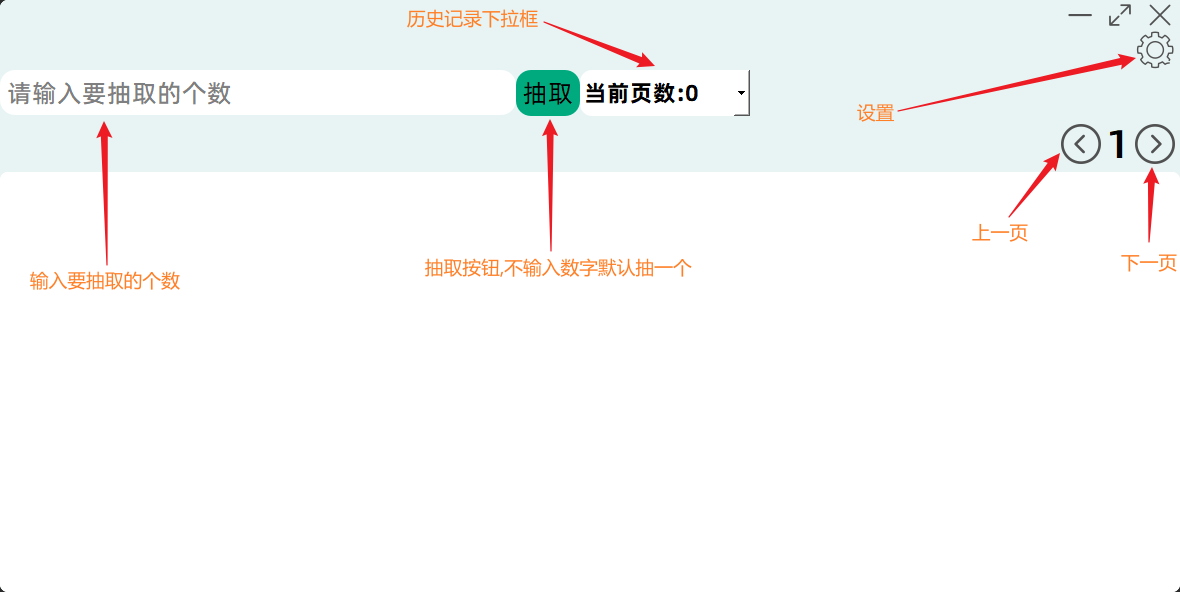 历史记录下拉框
请输入要抽取的个数
抽取
当前页数:0
设置
1
上一页
下一页
抽取按钮,不输入数字默认抽一个
输入要抽取的个数